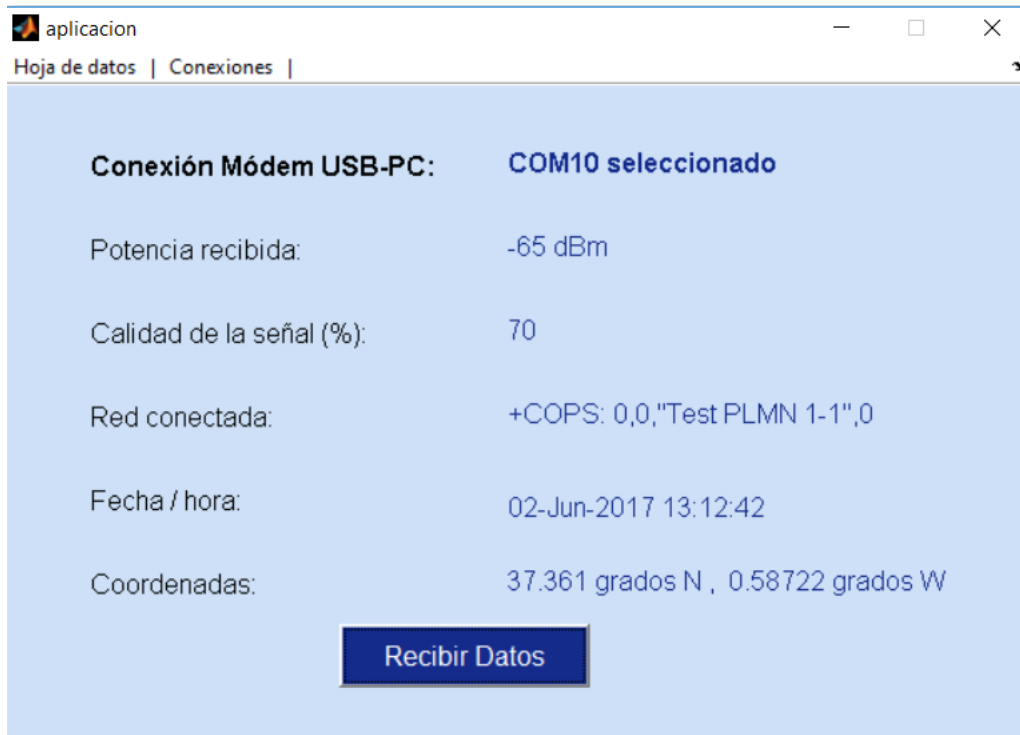 aplicacion
Hoja de datos | Conexiones |
Conexión Módem USB-PC: COM10 seleccionado
Potencia recibida: -65 dBm
Calidad de la señal (%): 70
Red conectada: +COPS: 0,0,"Test PLMN 1-1",0
Fecha / hora: 02-Jun-2017 13:12:42
Coordenadas: 37.361 grados N , 0.58722 grados W
Recibir Datos